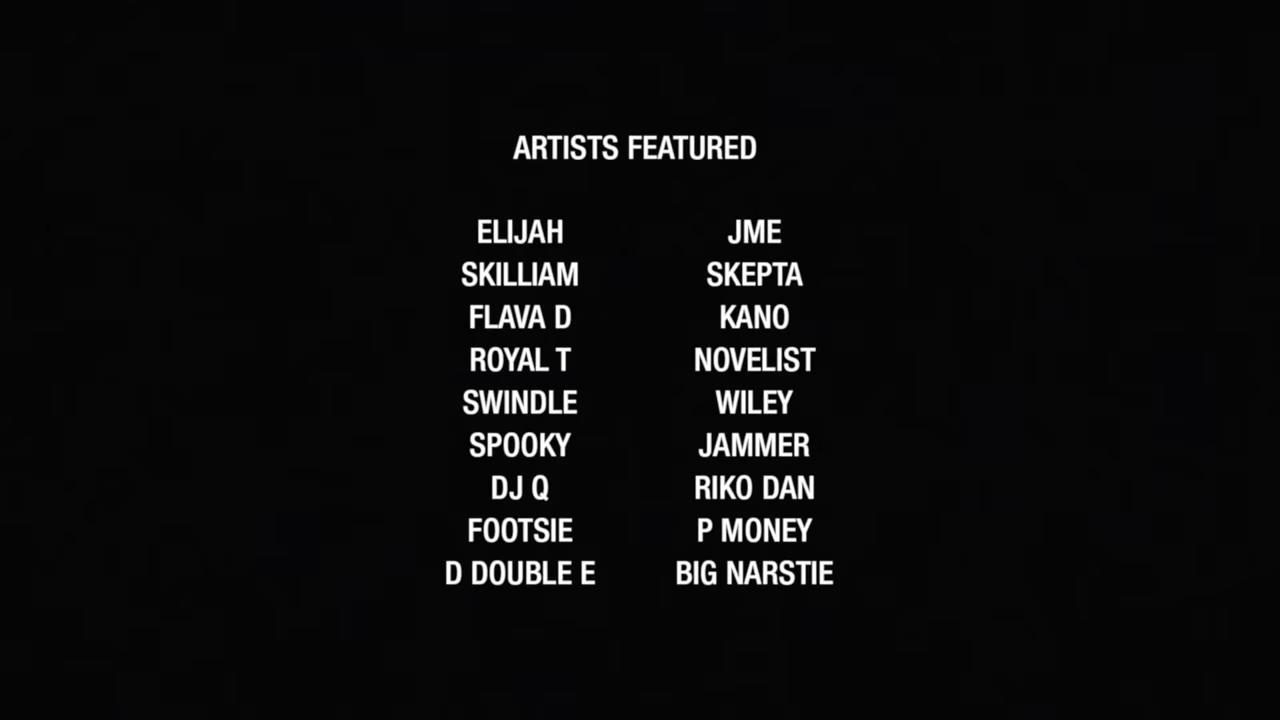 ARTISTS FEATURED
ELIJAH
SKILLIAM
FLAVA D
ROYAL T
SWINDLE
SPOOKY
DJ Q
FOOTSIE
D DOUBLE E
JME
SKEPTA
KANO
NOVELIST
WILEY
JAMMER
RIKO DAN
P MONEY
BIG NARSTIE